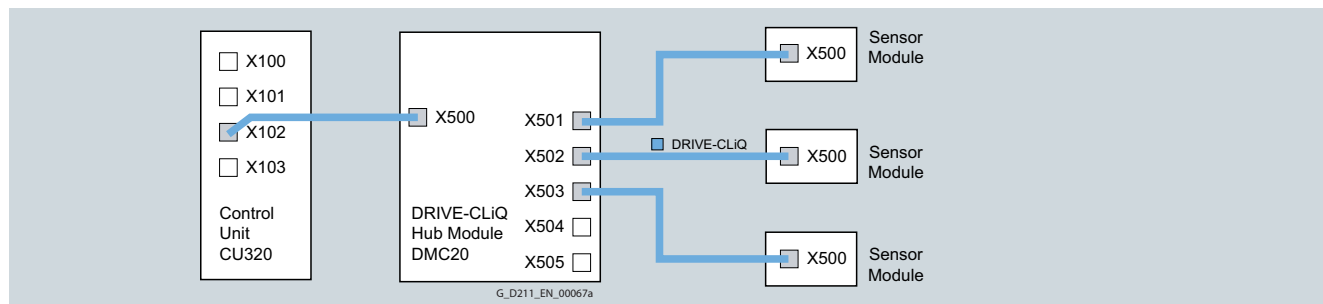 X100
X101
X102
X103
Control
Unit
CU320
X500
X501
X502
X503
X504
X505
DRIVE-CLiQ
Hub Module
DMC20
DRIVE-CLiQ
X500
Sensor
Module
X500
Sensor
Module
X500
Sensor
Module
G_D211_EN_00067a